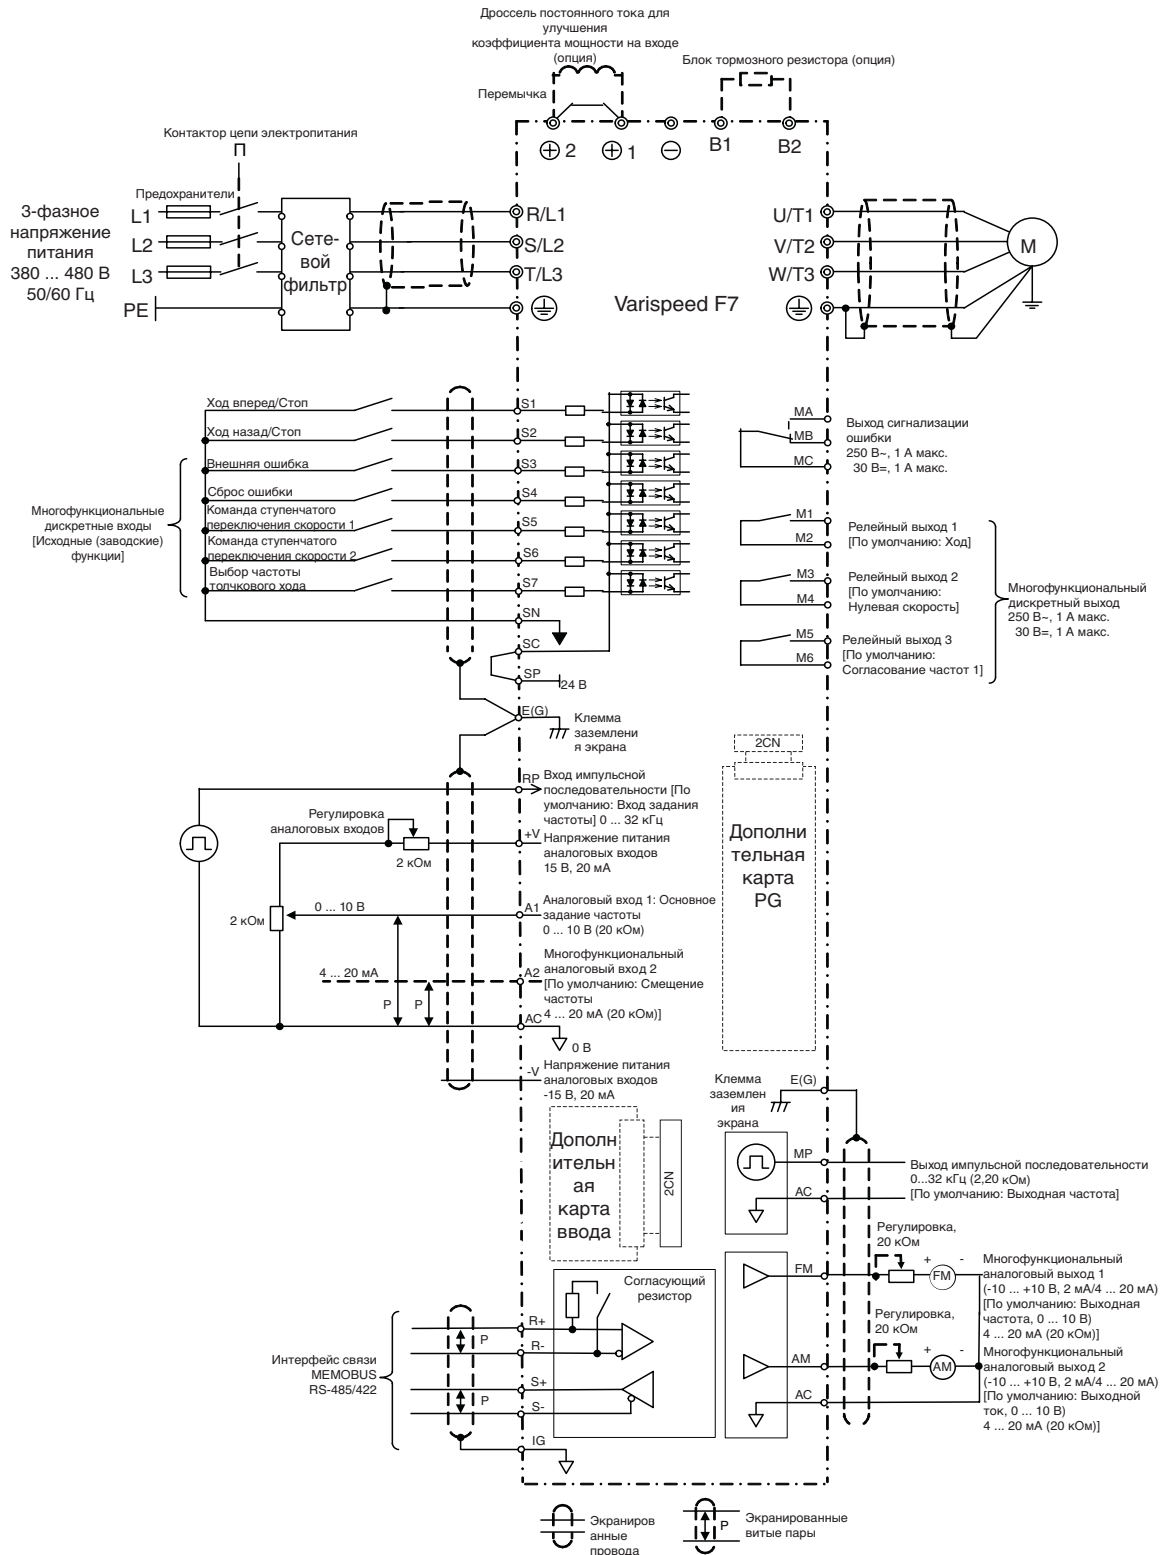 Дроссель постоянного тока для
улучшения
коэффициента мощности на входе
(опция)
Блок тормозного резистора (опция)
Перемычка
Контактор цепи электропитания
П
2
1
B1
B2
Предохранители
3-фазное
напряжение
питания
380 ... 480 В
50/60 Гц
L1
L2
L3
PE
Сете-
вой
фильтр
R/L1
S/L2
T/L3
Varispeed F7
U/T1
V/T2
W/T3
M
Ход вперед/Стоп
S1
Ход назад/Стоп
S2
Внешняя ошибка
S3
Сброс ошибки
S4
Команда ступенчатого
переключения скорости 1
S5
Команда ступенчатого
переключения скорости 2
S6
Выбор частоты
толчкового хода
S7
Многофункциональные
дискретные входы
[Исходные (заводские)
функции]
SN
SC
SP
24 В
E(G)
Клемма
заземлени
я экрана
MA
MB
MC
Выход сигнализации
ошибки
250 В~, 1 А макс.
30 В=, 1 А макс.
M1
M2
Релейный выход 1
[По умолчанию: Ход]
M3
M4
Релейный выход 2
[По умолчанию:
Нулевая скорость]
M5
M6
Релейный выход 3
[По умолчанию:
Согласование частот 1]
Многофункциональный
дискретный выход
250 В~, 1 А макс.
30 В=, 1 А макс.
2CN
Дополни
тельная
карта
PG
RP
Вход импульсной
последовательности [По
умолчанию: Вход задания
частоты] 0 ... 32 кГц
Регулировка
аналоговых входов
2 кОм
+V
Напряжение питания
аналоговых входов
15 В, 20 мА
2 кОм
0 ... 10 В
A1
Аналоговый вход 1: Основное
задание частоты
0 ... 10 В (20 кОм)
4 ... 20 мА
P
P
A2
Многофункциональный
аналоговый вход 2
[По умолчанию: Смещение
частоты
4 ... 20 мА (20 кОм)]
AC
0 В
-V
Напряжение питания
аналоговых входов
-15 В, 20 мА
Клемма
заземлен
ия
экрана
E(G)
Дополн
ительн
ая
карта
ввода
2CN
MP
AC
Выход импульсной последовательности
0...32 кГц (2,20 кОм)
[По умолчанию: Выходная частота]
Регулировка,
20 кОм
FM
+
-
FM
Многофункциональный
аналоговый выход 1
(-10 ... +10 В, 2 мА/4 ... 20 мА)
[По умолчанию: Выходная
частота, 0 ... 10 В)
4 ... 20 мА (20 кОм)]
Регулировка,
20 кОм
AM
+
-
AM
AC
Многофункциональный
аналоговый выход 2
(-10 ... +10 В, 2 мА/4 ... 20 мА)
[По умолчанию: Выходной
ток, 0 ... 10 В)
4 ... 20 мА (20 кОм)]
Согласующий
резистор
Интерфейс связи
MEMOBUS
RS-485/422
P
P
R+
R-
S+
S-
IG
Экраниров
анные
провода
P
Экранированные
витые пары